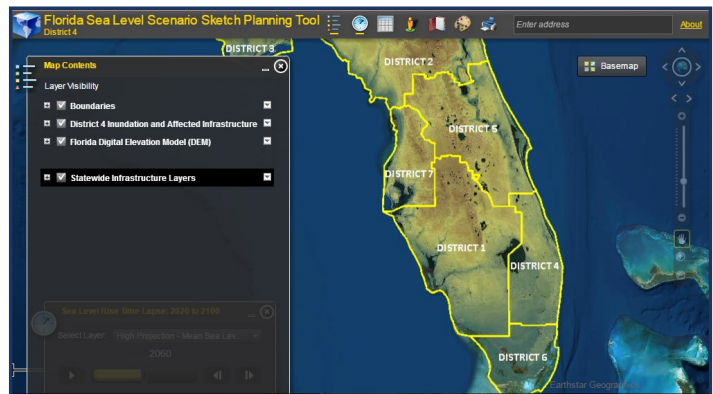 Florida Sea Level Scenario Sketch Planning Tool
District 4
Enter address
About
Map Contents
Layer Visibility
Boundaries
District 4 Inundation and Affected Infrastructure
Florida Digital Elevation Model (DEM)
Statewide Infrastructure Layers
Sea Level Rise Time Lapse: 2020 to 2100
Select Layer: High Projection - Mean Sea Lev...
2060
Basemap
DISTRICT 3
DISTRICT 2
DISTRICT 5
DISTRICT 7
DISTRICT 1
DISTRICT 4
DISTRICT 6
Earthstar Geographics